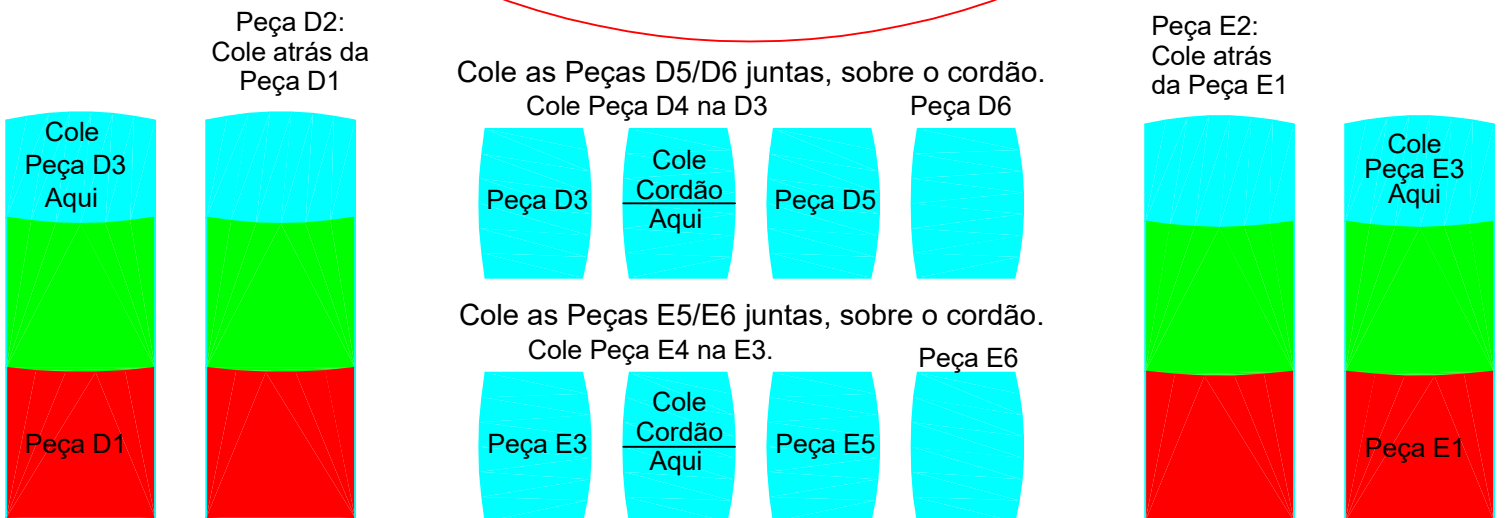 Peça D2:
Cole atrás da
Peça D1
Peça E2:
Cole atrás
da Peça E1
Cole as Peças D5/D6 juntas, sobre o cordão.
Cole Peça D4 na D3
Peça D6
Cole
Peça D3
Aqui
Peça D3
Cole
Cordão
Aqui
Peça D5
Cole
Peça E3
Aqui
Cole as Peças E5/E6 juntas, sobre o cordão.
Cole Peça E4 na E3.
Peça E6
Peça D1
Peça E3
Cole
Cordão
Aqui
Peça E5
Peça E1